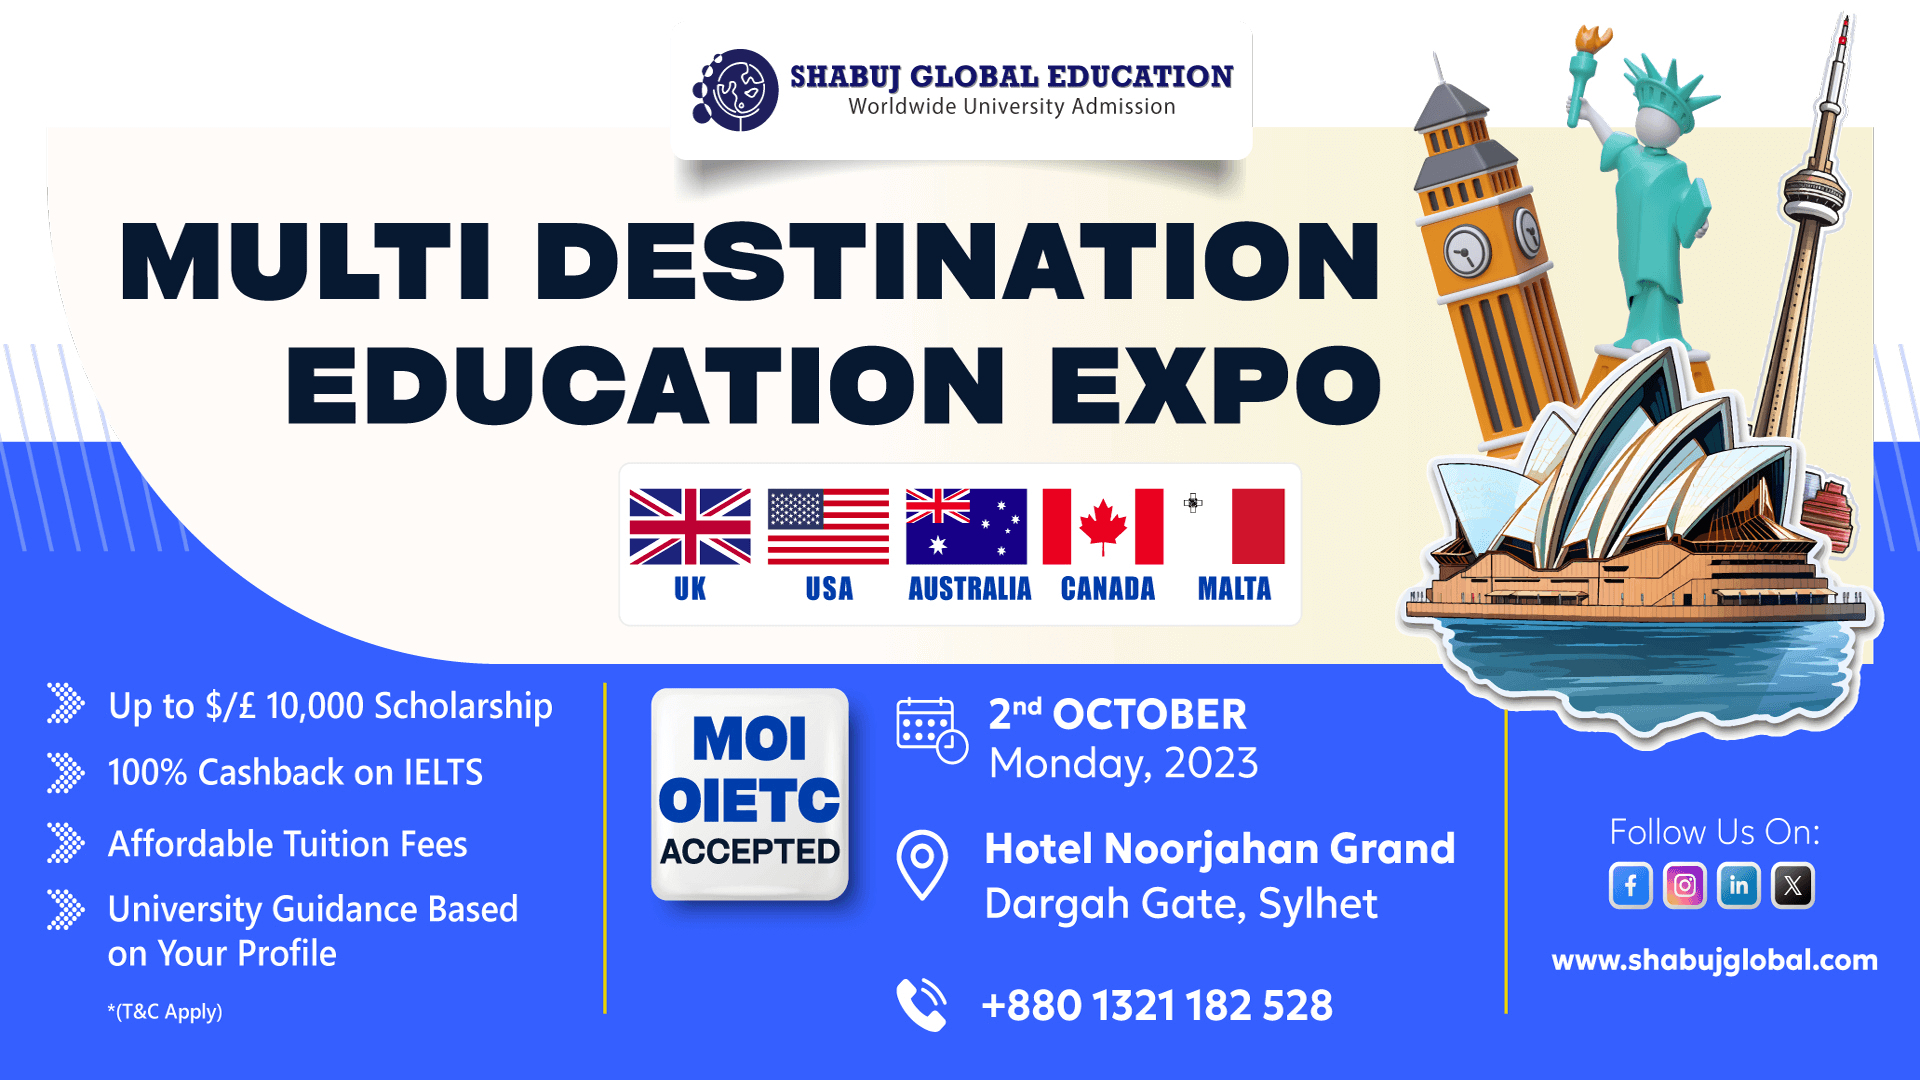 SHABUJ GLOBAL EDUCATION
Worldwide University Admission
MULTI DESTINATION
EDUCATION EXPO
UK
USA
AUSTRALIA
CANADA
MALTA
Up to $/£ 10,000 Scholarship
100% Cashback on IELTS
Affordable Tuition Fees
University Guidance Based
on Your Profile
*(T&C Apply)
MOI
OIETC
ACCEPTED
2nd OCTOBER
Monday, 2023
Hotel Noorjahan Grand
Dargah Gate, Sylhet
+880 1321 182 528
Follow Us On:
www.shabujglobal.com